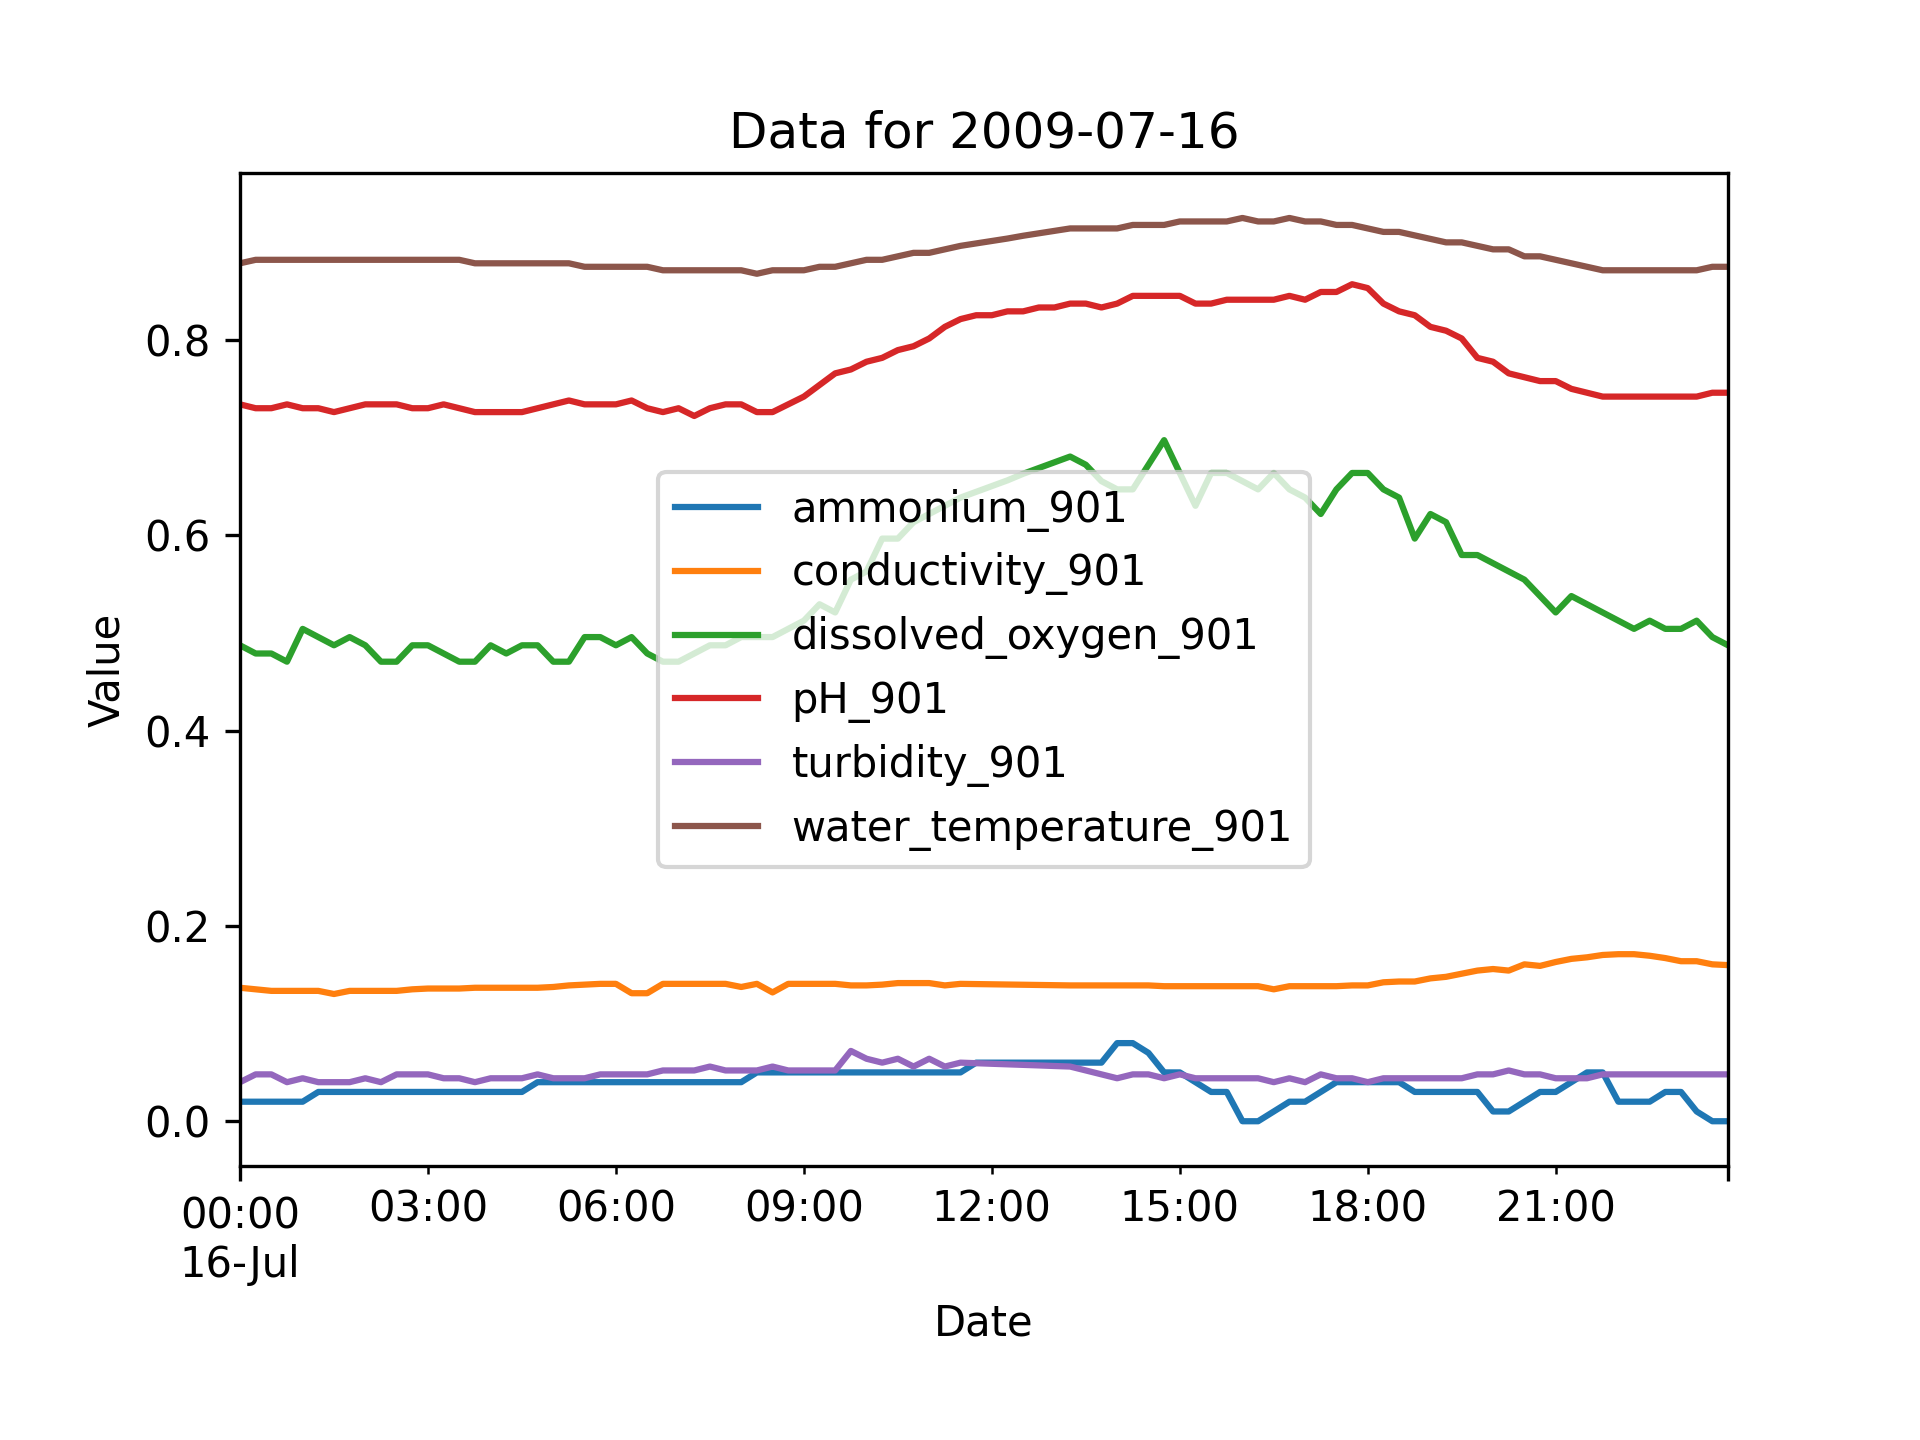 Data for 2009-07-16
Value
0.8
0.6
0.4
0.2
0.0
ammonium_901
conductivity_901
dissolved_oxygen_901
pH_901
turbidity_901
water_temperature_901
00:00 03:00 06:00 09:00 12:00 15:00 18:00 21:00
16-Jul
Date